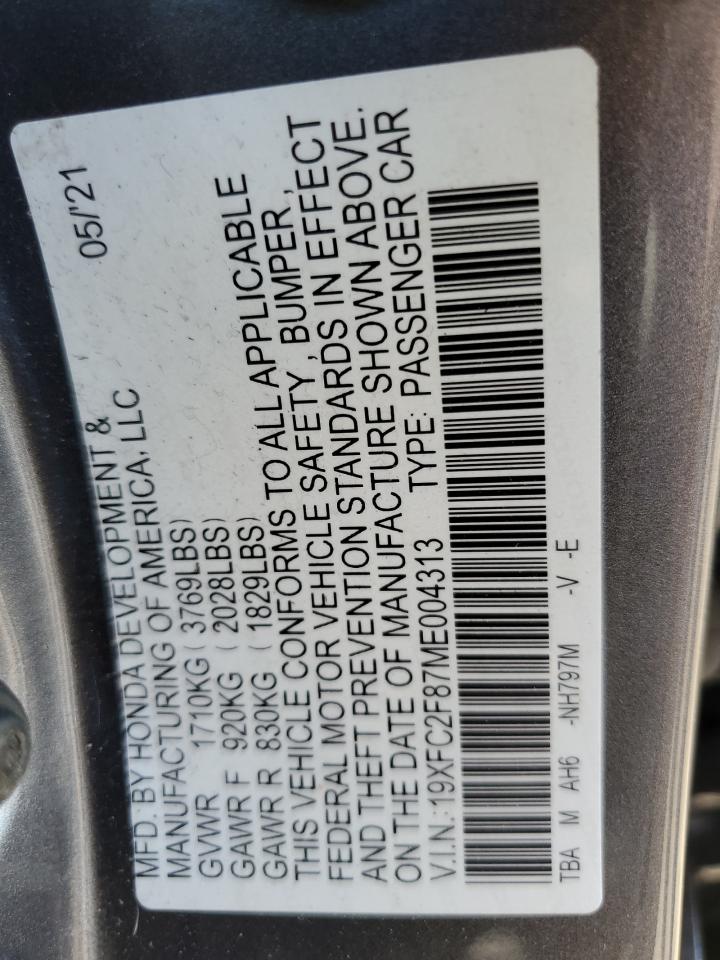 05/'21
MFD. BY HONDA DEVELOPMENT &
MANUFACTURING OF AMERICA, LLC
GVWR 1710KG ( 3769LBS)
GAWR F 920KG ( 2028LBS)
GAWR R 830KG ( 1829LBS)
THIS VEHICLE CONFORMS TO ALL APPLICABLE
FEDERAL MOTOR VEHICLE SAFETY , BUMPER ,
AND THEFT PREVENTION STANDARDS IN EFFECT
ON THE DATE OF MANUFACTURE SHOWN ABOVE.
V.I.N.:19XFC2F87ME004313 TYPE: PASSENGER CAR
TBA M AH6 -NH797M -V -E